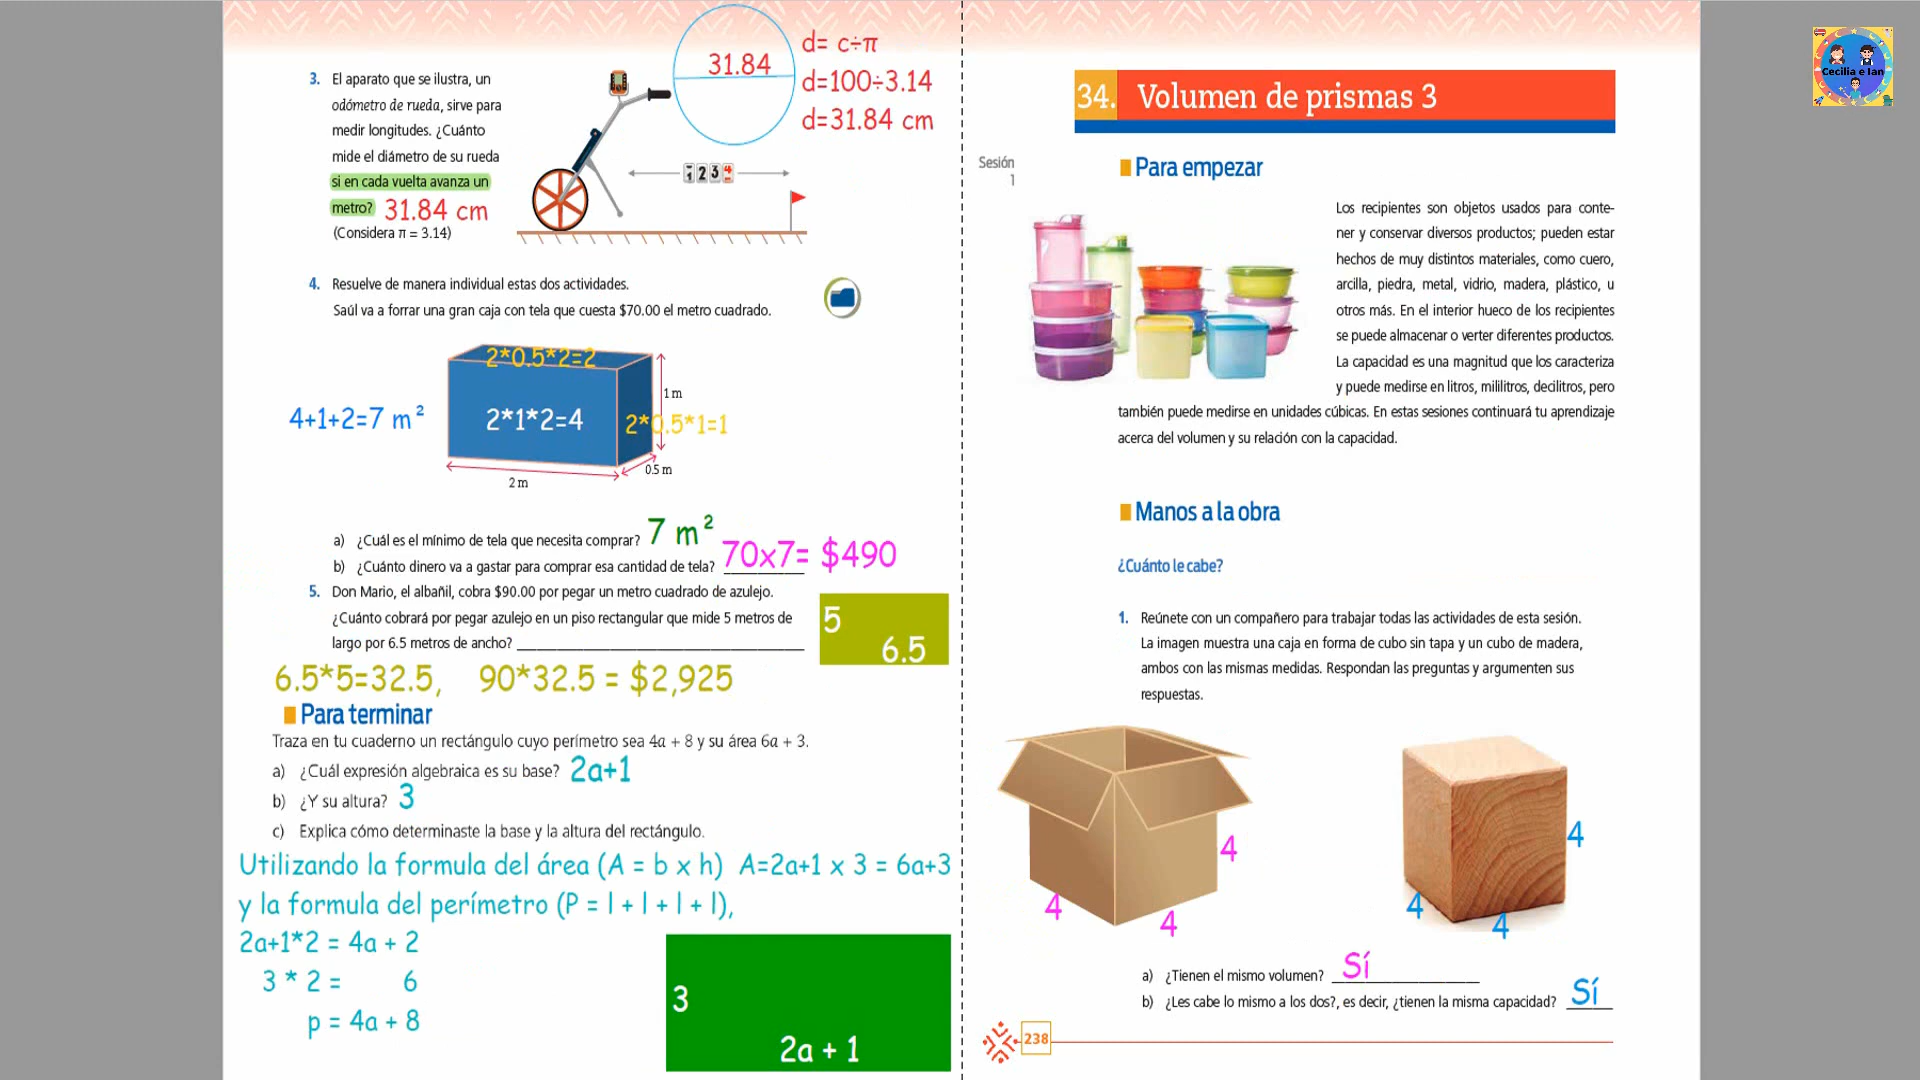 3. El aparato que se ilustra, un
odómetro de rueda, sirve para
medir longitudes. ¿Cuánto
mide el diámetro de su rueda
si en cada vuelta avanza un
metro? 31.84 cm
(Considera π = 3.14)
31.84
d= c÷π
d=100÷3.14
d=31.84 cm
1 2 3 4
4. Resuelve de manera individual estas dos actividades.
Saúl va a forrar una gran caja con tela que cuesta $70.00 el metro cuadrado.
2*0.5*2=2
1 m
4+1+2=7 m²
2*1*2=4
2*0.5*1=1
0.5 m
2 m
a) ¿Cuál es el mínimo de tela que necesita comprar? 7 m²
b) ¿Cuánto dinero va a gastar para comprar esa cantidad de tela? 70x7= $490
5. Don Mario, el albañil, cobra $90.00 por pegar un metro cuadrado de azulejo.
¿Cuánto cobrará por pegar azulejo en un piso rectangular que mide 5 metros de
largo por 6.5 metros de ancho?
5
6.5
6.5*5=32.5, 90*32.5 = $2,925
Para terminar
Traza en tu cuaderno un rectángulo cuyo perímetro sea 4a + 8 y su área 6a + 3.
a) ¿Cuál expresión algebraica es su base? 2a+1
b) ¿Y su altura? 3
c) Explica cómo determinaste la base y la altura del rectángulo.
Utilizando la formula del área (A = b x h) A=2a+1 x 3 = 6a+3
y la formula del perímetro (P = l + l + l + l),
2a+1*2 = 4a + 2
3 * 2 = 6
p = 4a + 8
3
2a + 1
34. Volumen de prismas 3
Sesión
1
Para empezar
Los recipientes son objetos usados para conte-
ner y conservar diversos productos; pueden estar
hechos de muy distintos materiales, como cuero,
arcilla, piedra, metal, vidrio, madera, plástico, u
otros más. En el interior hueco de los recipientes
se puede almacenar o verter diferentes productos.
La capacidad es una magnitud que los caracteriza
y puede medirse en litros, mililitros, decilitros, pero
también puede medirse en unidades cúbicas. En estas sesiones continuará tu aprendizaje
acerca del volumen y su relación con la capacidad.
Manos a la obra
¿Cuánto le cabe?
1. Reúnete con un compañero para trabajar todas las actividades de esta sesión.
La imagen muestra una caja en forma de cubo sin tapa y un cubo de madera,
ambos con las mismas medidas. Respondan las preguntas y argumenten sus
respuestas.
4
4
4
4
4
4
a) ¿Tienen el mismo volumen? Sí
b) ¿Les cabe lo mismo a los dos?, es decir, ¿tienen la misma capacidad? Sí
238
Cecilia e Ian